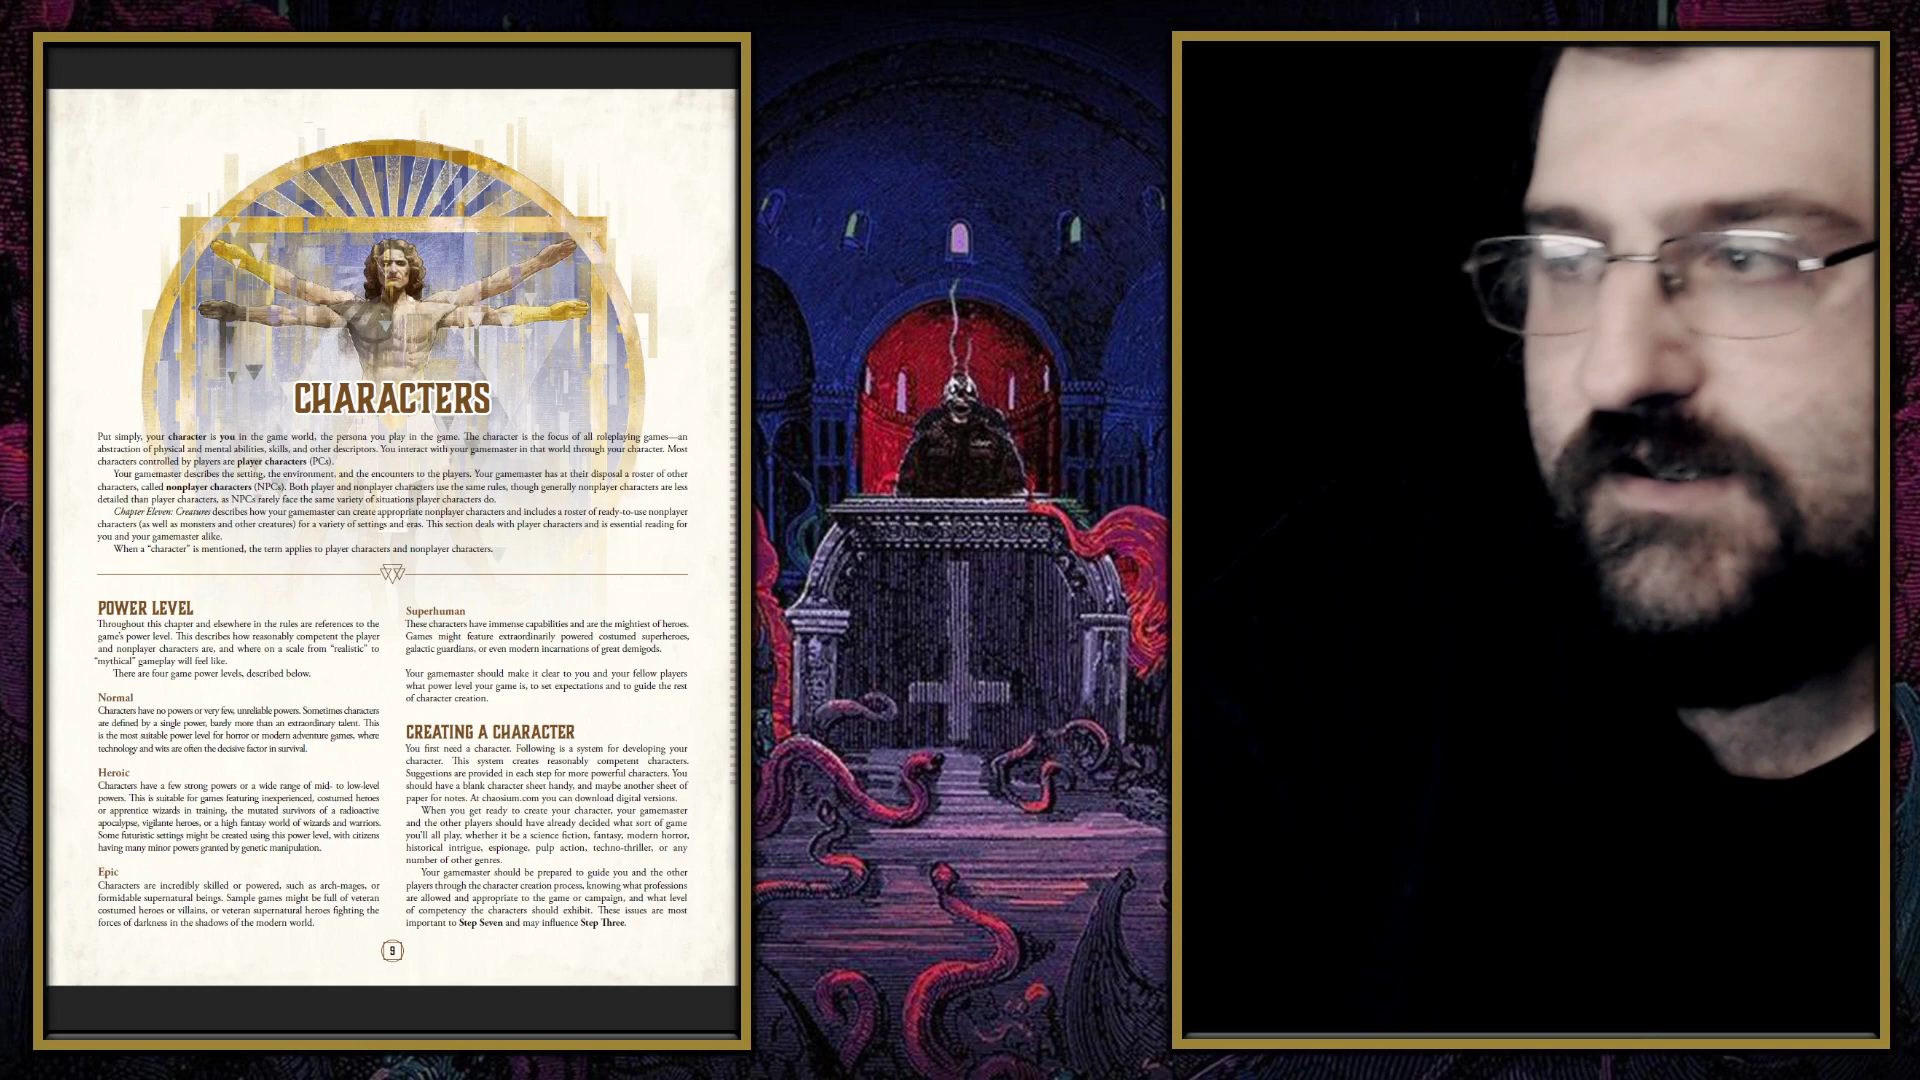 CHARACTERS
Put simply, your character is you in the game world, the persona you play in the game. The character is the focus of all roleplaying games—an
abstraction of physical and mental abilities, skills, and other descriptors. You interact with your gamemaster in that world through your character. Most
characters controlled by players are player characters (PCs).
Your gamemaster describes the setting, the environment, and the encounters to the players. Your gamemaster has at their disposal a roster of other
characters, called nonplayer characters (NPCs). Both player and nonplayer characters use the same rules, though generally nonplayer characters are less
detailed than player characters, as NPCs rarely face the same variety of situations player characters do.
Chapter Eleven: Creatures describes how your gamemaster can create appropriate nonplayer characters and includes a roster of ready-to-use nonplayer
characters (as well as monsters and other creatures) for a variety of settings and eras. This section deals with player characters and is essential reading for
you and your gamemaster alike.
When a “character” is mentioned, the term applies to player characters and nonplayer characters.
POWER LEVEL
Throughout this chapter and elsewhere in the rules are references to the
game’s power level. This describes how reasonably competent the player
and nonplayer characters are, and where on a scale from “realistic” to
“mythical” gameplay will feel like.
There are four game power levels, described below.
Normal
Characters have no powers or very few, unreliable powers. Sometimes characters
are defined by a single power, barely more than an extraordinary talent. This
is the most suitable power level for horror or modern adventure games, where
technology and wits are often the decisive factor in survival.
Heroic
Characters have a few strong powers or a wide range of mid- to low-level
powers. This is suitable for games featuring inexperienced, costumed heroes
or apprentice wizards in training, the mutated survivors of a radioactive
apocalypse, vigilante heroes, or a high fantasy world of wizards and warriors.
Some futuristic settings might be created using this power level, with citizens
having many minor powers granted by genetic manipulation.
Epic
Characters are incredibly skilled or powered, such as arch-mages, or
formidable supernatural beings. Sample games might be full of veteran
costumed heroes or villains, or veteran supernatural heroes fighting the
forces of darkness in the shadows of the modern world.
Superhuman
These characters have immense capabilities and are the mightiest of heroes.
Games might feature extraordinarily powered costumed superheroes,
galactic guardians, or even modern incarnations of great demigods.
Your gamemaster should make it clear to you and your fellow players
what power level your game is, to set expectations and to guide the rest
of character creation.
CREATING A CHARACTER
You first need a character. Following is a system for developing your
character. This system creates reasonably competent characters.
Suggestions are provided in each step for more powerful characters. You
should have a blank character sheet handy, and maybe another sheet of
paper for notes. At chaosium.com you can download digital versions.
When you get ready to create your character, your gamemaster
and the other players should have already decided what sort of game
you’ll all play, whether it be a science fiction, fantasy, modern horror,
historical intrigue, espionage, pulp action, techno-thriller, or any
number of other genres.
Your gamemaster should be prepared to guide you and the other
players through the character creation process, knowing what professions
are allowed and appropriate to the game or campaign, and what level
of competency the characters should exhibit. These issues are most
important to Step Seven and may influence Step Three.
9